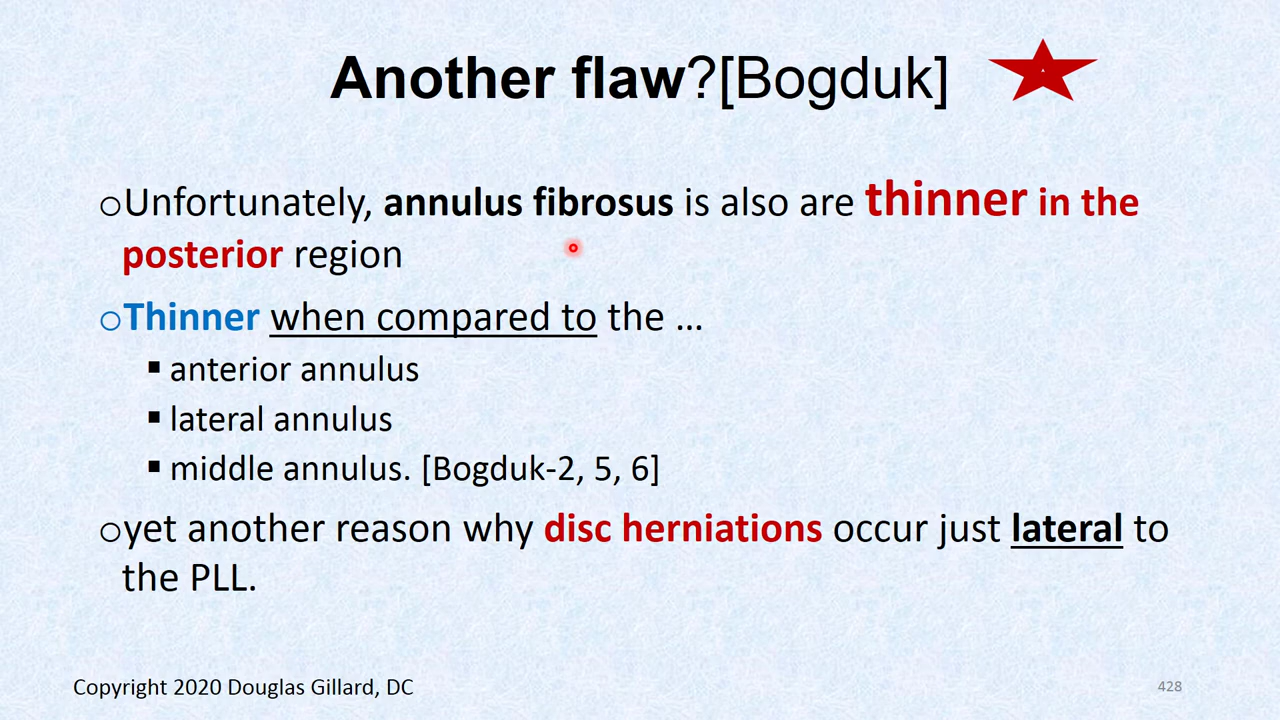 Another flaw?[Bogduk]
oUnfortunately, annulus fibrosus is also are thinner in the
posterior region
oThinner when compared to the …
▪ anterior annulus
▪ lateral annulus
▪ middle annulus. [Bogduk-2, 5, 6]
oyet another reason why disc herniations occur just lateral to
the PLL.
Copyright 2020 Douglas Gillard, DC
428